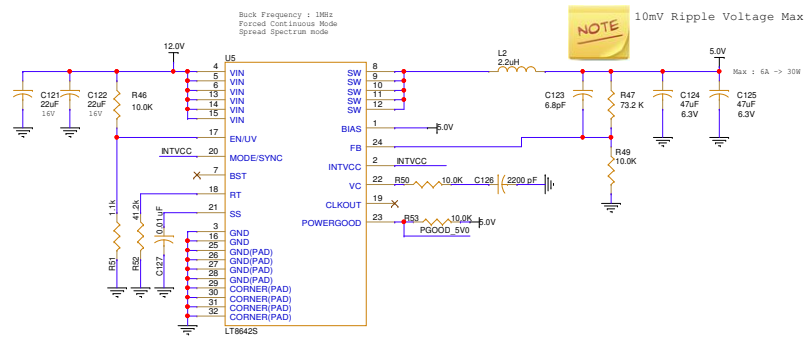 Buck Frequency : 1MHz
Forced Continuous Mode
Spread Spectrum mode
NOTE
10mV Ripple Voltage Max
12.0V
U5
L2
2.2uH
5.0V
Max : 6A -> 30W
C121
22uF
16V
C122
22uF
16V
R46
10.0K
4 VIN
5 VIN
6 VIN
13 VIN
14 VIN
15 VIN
17 EN/UV
INTVCC 20 MODE/SYNC
7 BST
18 RT
21 SS
3 GND
16 GND
25 GND(PAD)
26 GND(PAD)
27 GND(PAD)
28 GND(PAD)
29 CORNER(PAD)
30 CORNER(PAD)
31 CORNER(PAD)
32 CORNER(PAD)
LT8642S
SW 8
SW 9
SW 10
SW 11
SW 12
BIAS 1 5.0V
FB 24
INTVCC 2 INTVCC
VC 22 R50 10.0K C126 2200 pF
CLKOUT 19
POWERGOOD 23 R53 10.0K 5.0V
PGOOD_5V0
C123
6.8pF
R47
73.2 K
C124
47uF
6.3V
C125
47uF
6.3V
R49
10.0K
1.1k
R51
41.2k
R52
0.01uF
C127